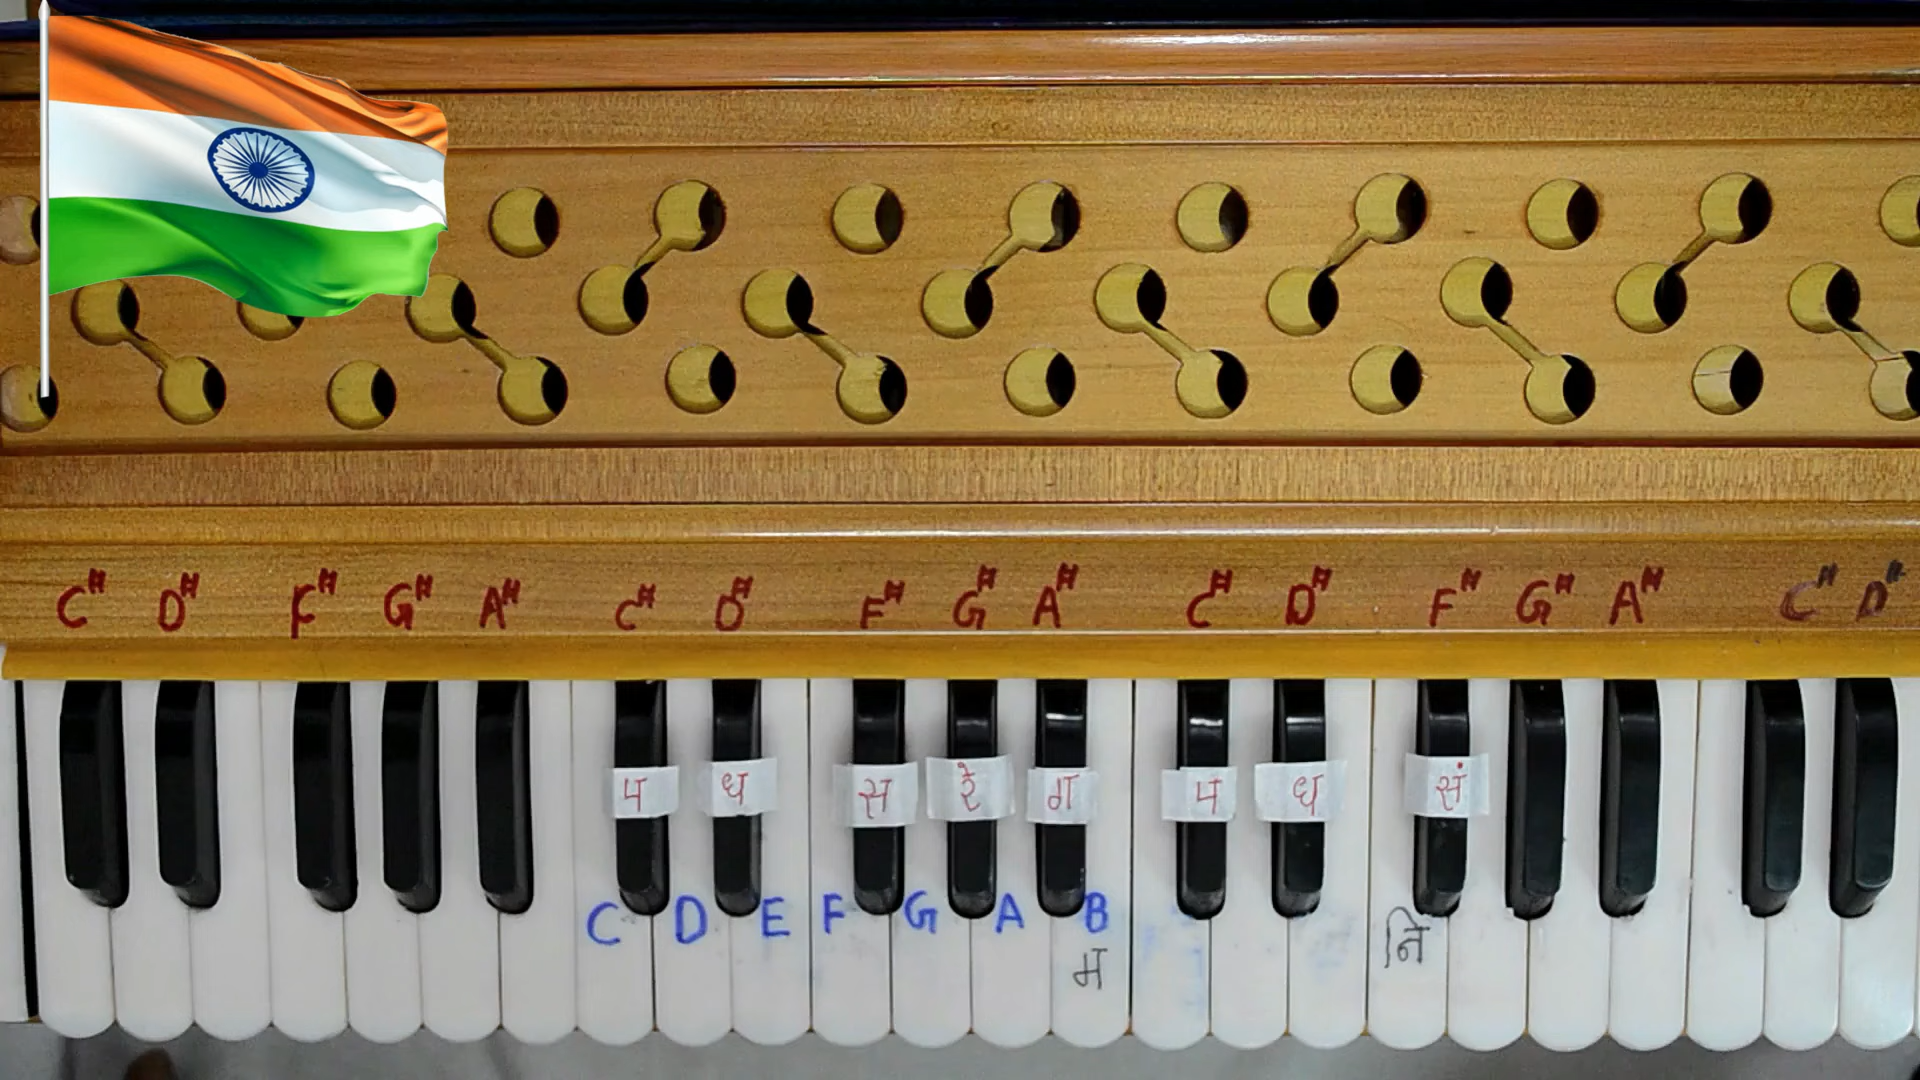 C# D# F# G# A# C# D# F# G# A# C# D# F# G# A# C# D#
प ध स रे ग प ध सं
C D E F G A B
म नि